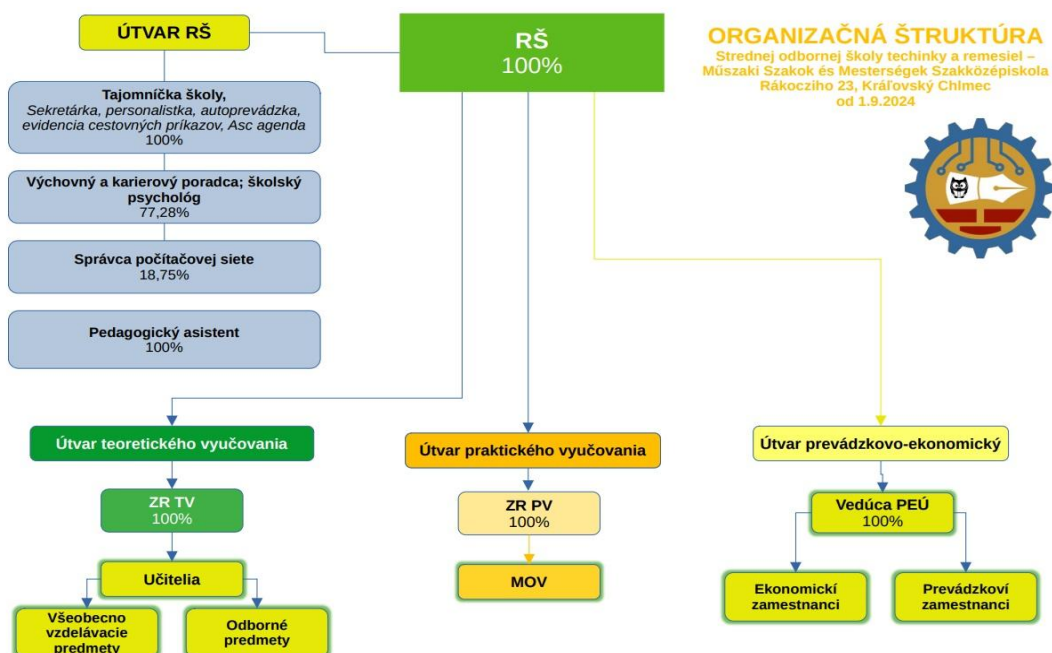 ÚTVAR RŠ
RŠ
100%
ORGANIZAČNÁ ŠTRUKTÚRA
Strednej odbornej školy techinky a remesiel –
Műszaki Szakok és Mesterségek Szakközépiskola
Rákocziho 23, Kráľovský Chlmec
od 1.9.2024
Tajomníčka školy,
Sekretárka, personalistka, autoprevádzka,
evidencia cestovných príkazov, Asc agenda
100%
Výchovný a karierový poradca; školský
psychológ
77,28%
Správca počítačovej siete
18,75%
Pedagogický asistent
100%
Útvar teoretického vyučovania
Útvar praktického vyučovania
Útvar prevádzkovo-ekonomický
ZR TV
100%
ZR PV
100%
Vedúca PEÚ
100%
Učitelia
MOV
Ekonomickí
zamestnanci
Prevádzkoví
zamestnanci
Všeobecno
vzdelávacie
predmety
Odborné
predmety